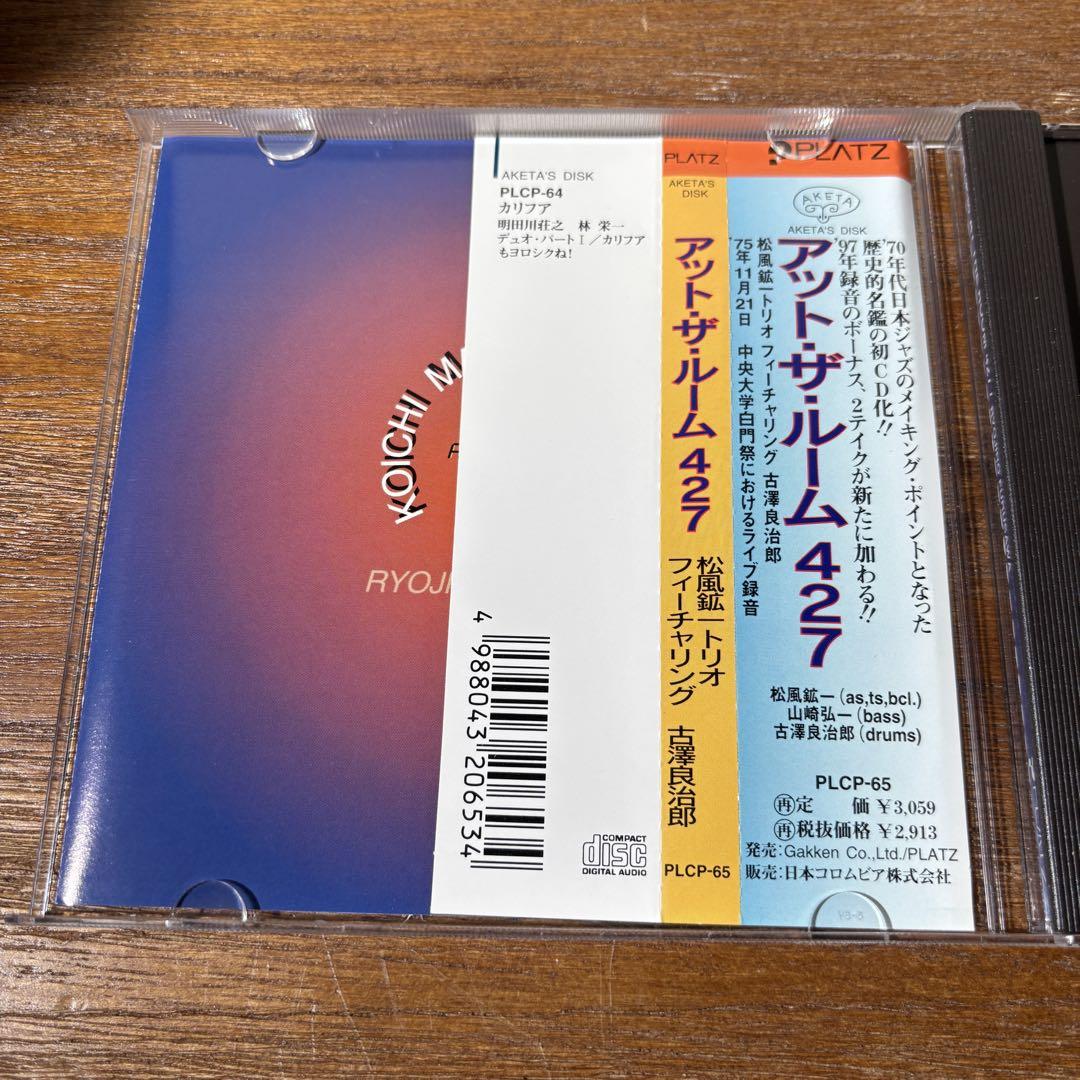 KOICHI M
RYOJI
AKETA'S DISK
PLCP-64
カリフア
明田川荘之 林 栄一
デュオ・パートⅠ／カリフア
もヨロシクね!
4 988043 206534
COMPACT
disc
DIGITAL AUDIO
PLATZ
AKETA'S
DISK
アット・ザ・ルーム 427
松風鉱一トリオ
フィーチャリング 古澤良治郎
PLCP-65
PLATZ
AKETA
AKETA'S DISK
'70年代日本ジャズのメイキング・ポイントとなった
歴史的名鑑の初CD化!!
'97年録音のボーナス、2テイクが新たに加わる!!
アット・ザ・ルーム 427
松風鉱一トリオ フィーチャリング 古澤良治郎
'75年11月21日 中央大学白門祭におけるライブ録音
松風鉱一(as,ts,bcl.)
山崎弘一(bass)
古澤良治郎(drums)
PLCP-65
再定 価 ¥3,059
再税抜価格 ¥2,913
発売:Gakken Co.,Ltd./PLATZ
販売:日本コロムビア株式会社